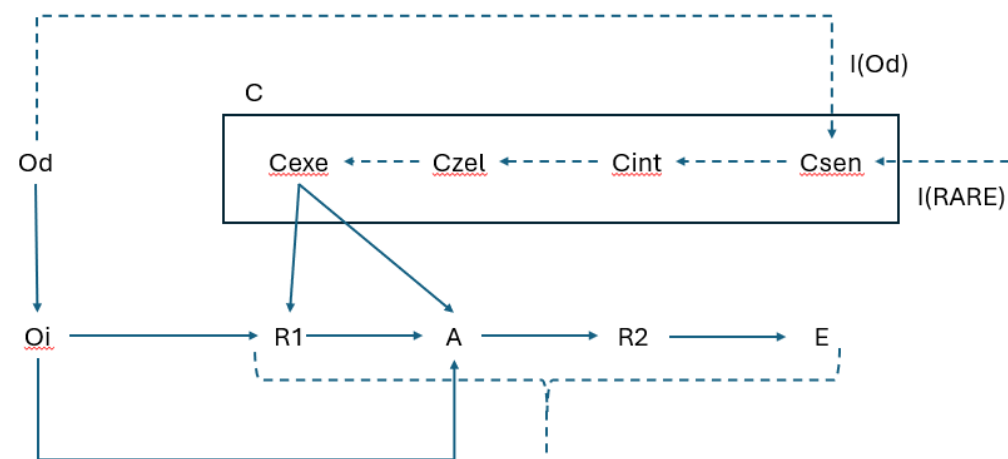 I(Od)
C
Od
Cexe
Czel
Cint
Csen
I(RARE)
Oi
R1
A
R2
E